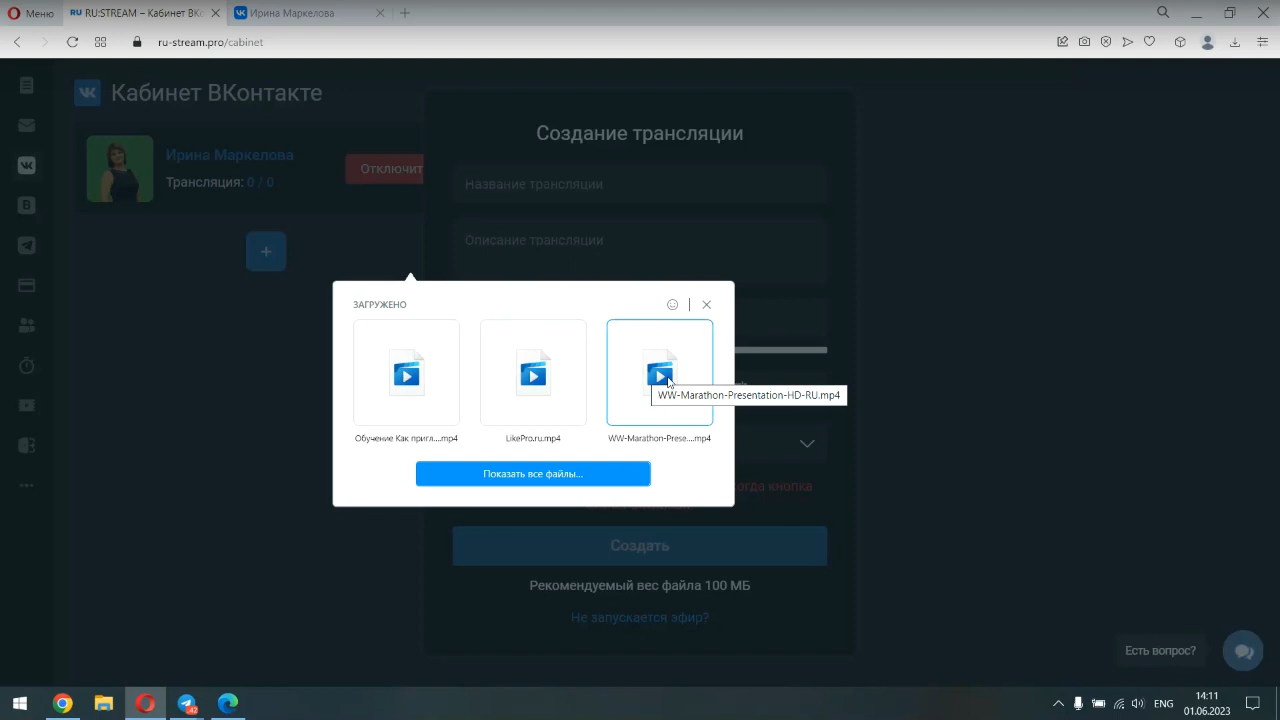 Меню
RU:STREAM – Кабинет ВКо
Ирина Маркелова
ru-stream.pro/cabinet
Кабинет ВКонтакте
Ирина Маркелова
Трансляция: 0 / 0
Отключит
+
Создание трансляции
Название трансляции
Описание трансляции
ЗАГРУЖЕНО
WW-Marathon-Presentation-HD-RU.mp4
Обучение Как пригл....mp4
LikePro.ru.mp4
WW-Marathon-Prese....mp4
Показать все файлы...
когда кнопка
Создать
Рекомендуемый вес файла 100 МБ
Не запускается эфир?
Есть вопрос?
42
ENG
14:11
01.06.2023